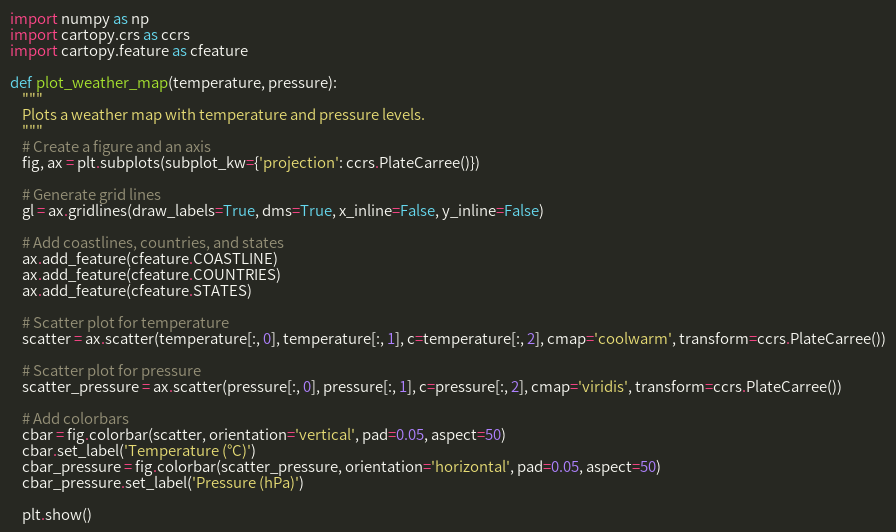 import numpy as np
import cartopy.crs as ccrs
import cartopy.feature as cfeature

def plot_weather_map(temperature, pressure):
    """
    Plots a weather map with temperature and pressure levels.
    """
    # Create a figure and an axis
    fig, ax = plt.subplots(subplot_kw={'projection': ccrs.PlateCarree()})

    # Generate grid lines
    gl = ax.gridlines(draw_labels=True, dms=True, x_inline=False, y_inline=False)

    # Add coastlines, countries, and states
    ax.add_feature(cfeature.COASTLINE)
    ax.add_feature(cfeature.COUNTRIES)
    ax.add_feature(cfeature.STATES)

    # Scatter plot for temperature
    scatter = ax.scatter(temperature[:, 0], temperature[:, 1], c=temperature[:, 2], cmap='coolwarm', transform=ccrs.PlateCarree())

    # Scatter plot for pressure
    scatter_pressure = ax.scatter(pressure[:, 0], pressure[:, 1], c=pressure[:, 2], cmap='viridis', transform=ccrs.PlateCarree())

    # Add colorbars
    cbar = fig.colorbar(scatter, orientation='vertical', pad=0.05, aspect=50)
    cbar.set_label('Temperature (°C)')
    cbar_pressure = fig.colorbar(scatter_pressure, orientation='horizontal', pad=0.05, aspect=50)
    cbar_pressure.set_label('Pressure (hPa)')

    plt.show()